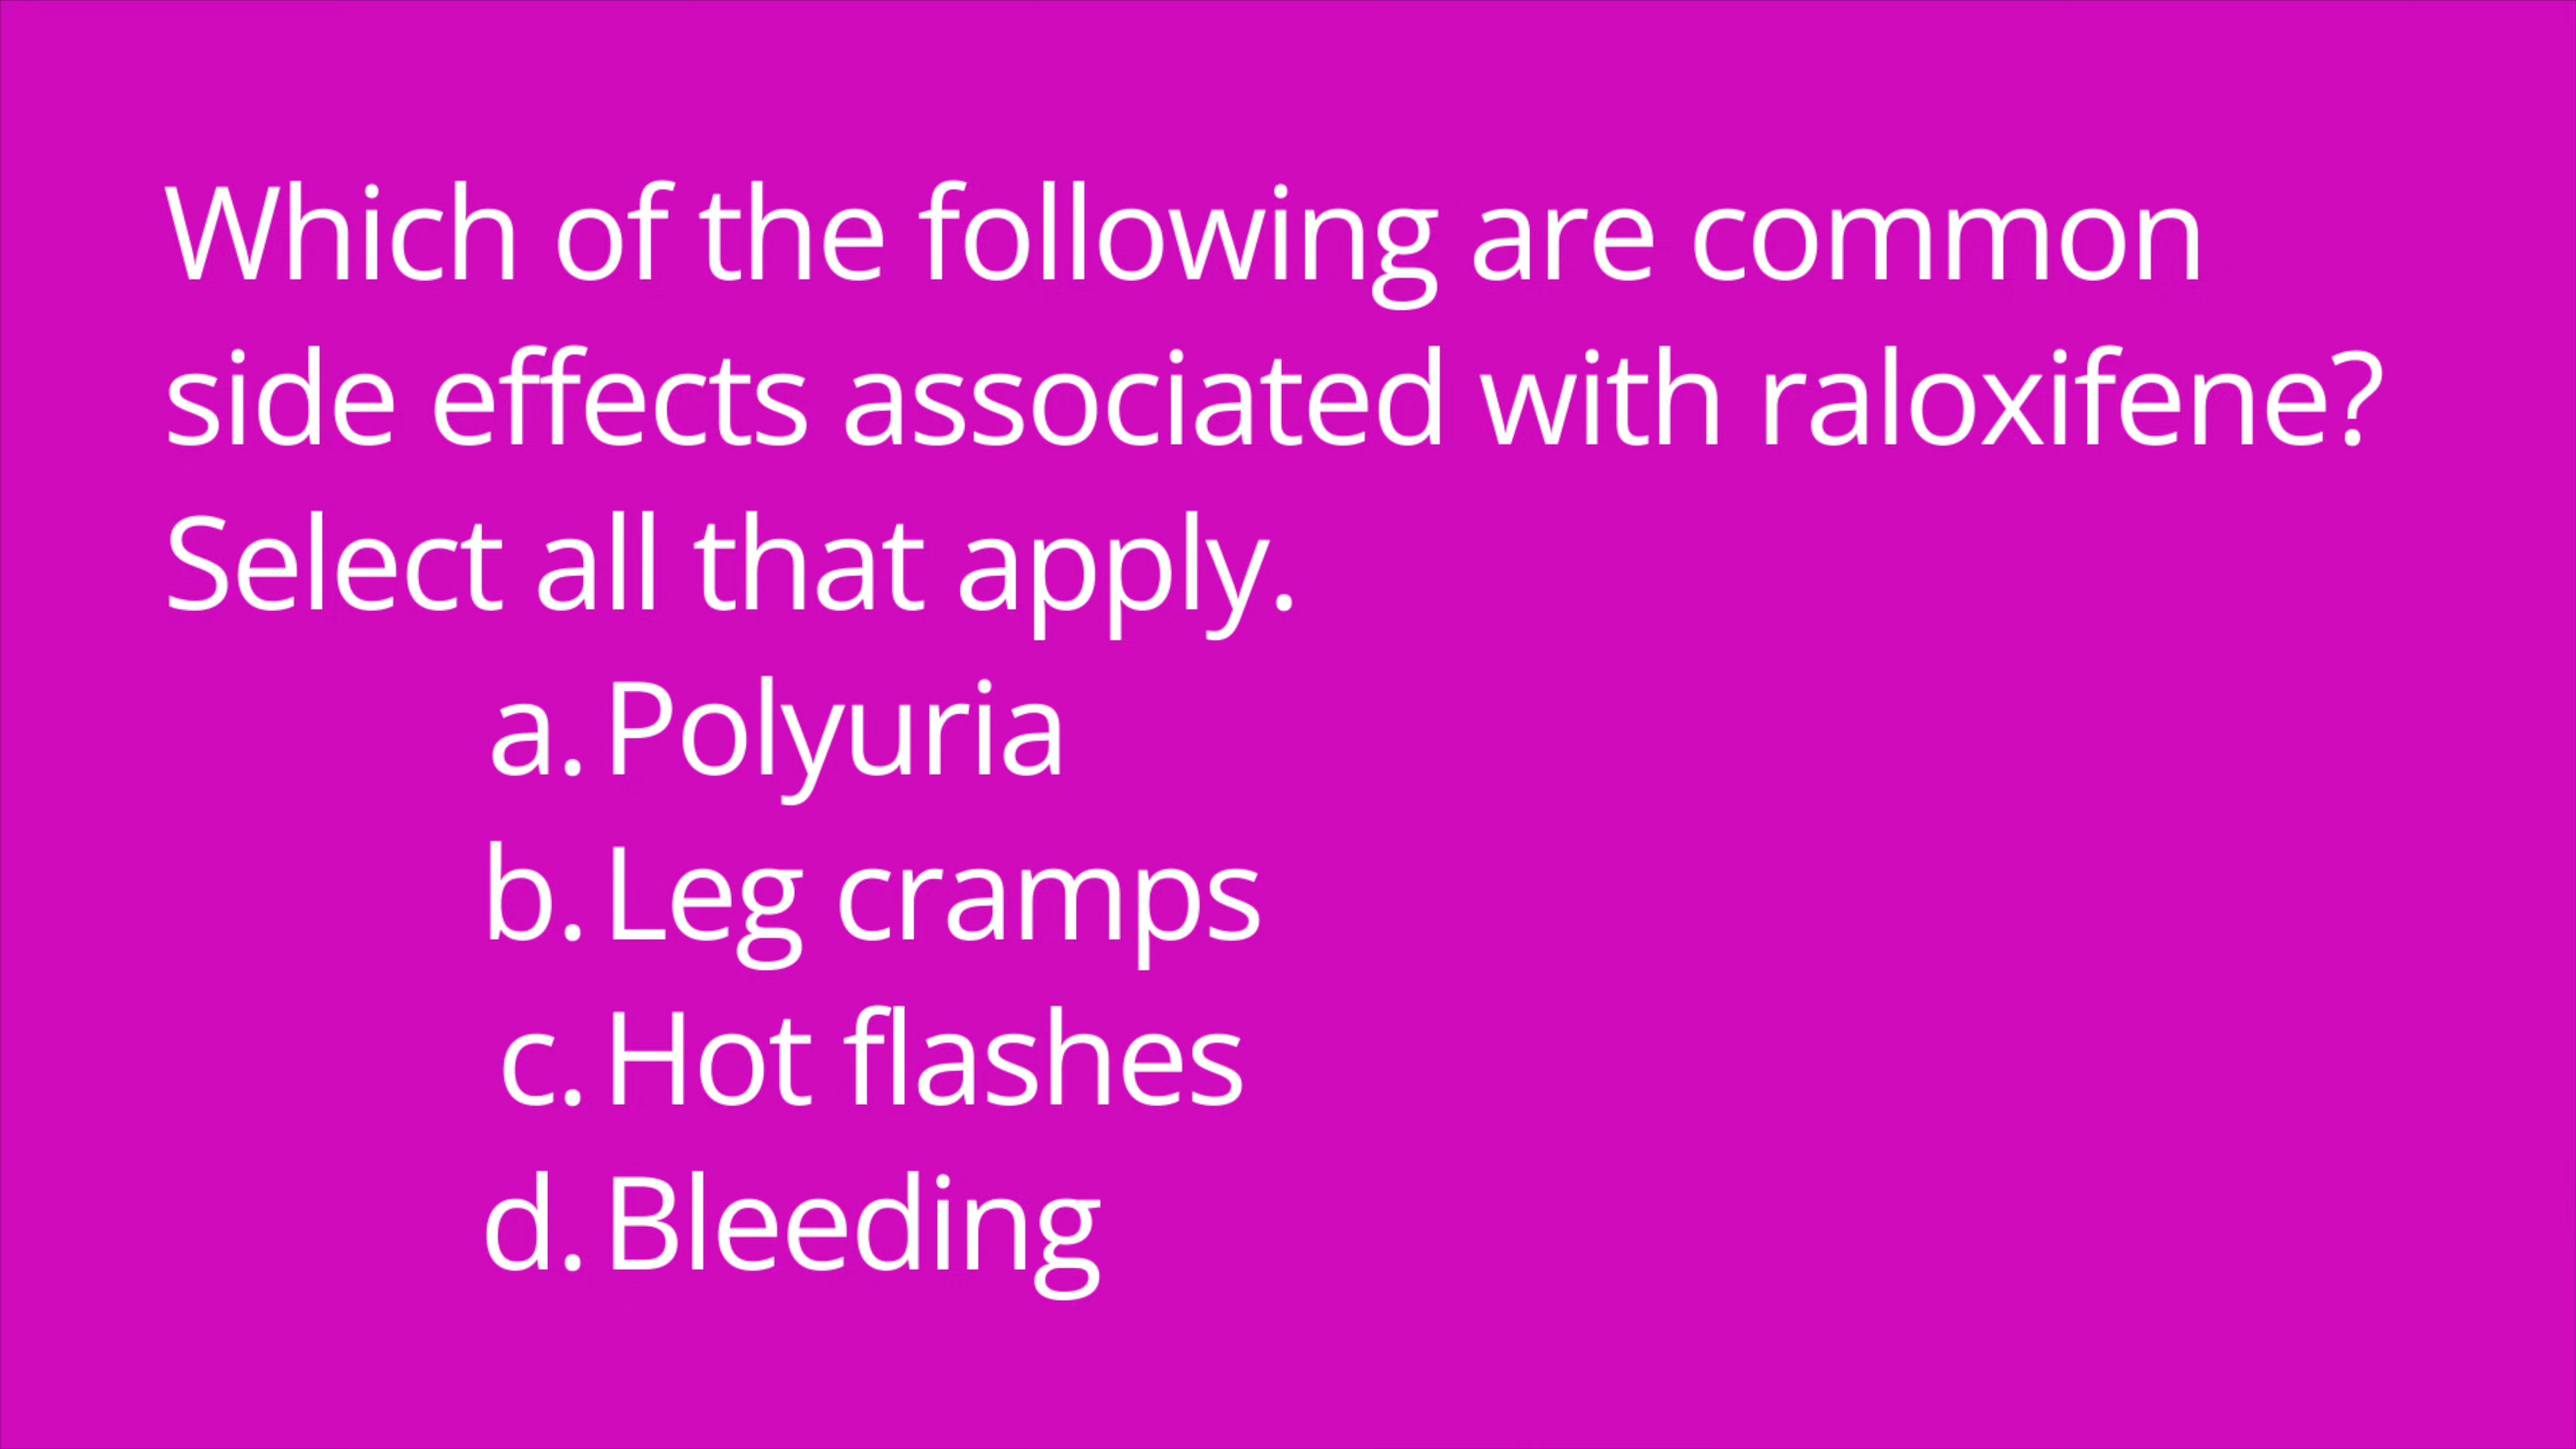 Which of the following are common
side effects associated with raloxifene?
Select all that apply.
a. Polyuria
b. Leg cramps
c. Hot flashes
d. Bleeding